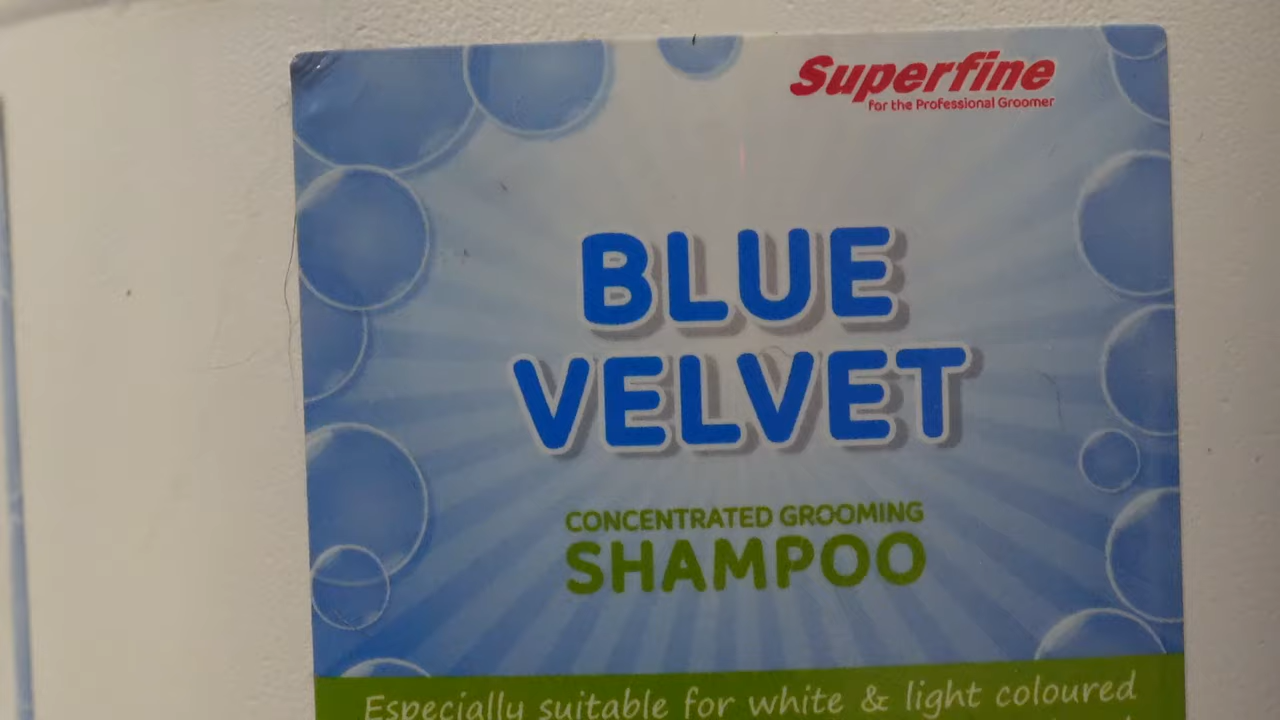 Superfine
for the Professional Groomer
BLUE
VELVET
CONCENTRATED GROOMING
SHAMPOO
Especially suitable for white & light coloured